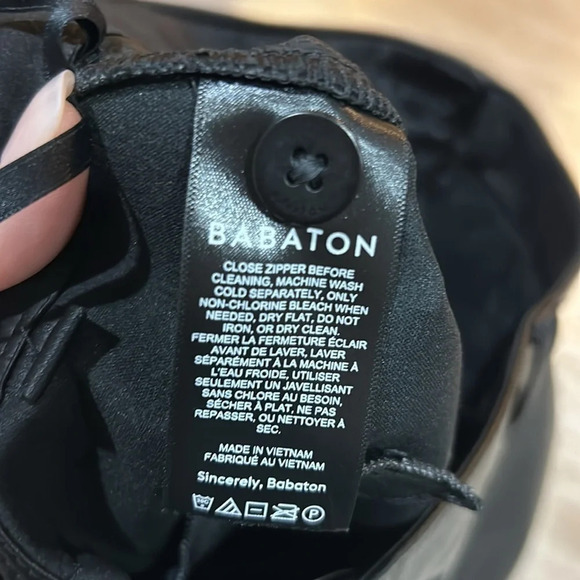 BABATON
CLOSE ZIPPER BEFORE
CLEANING, MACHINE WASH
COLD SEPARATELY, ONLY
NON-CHLORINE BLEACH WHEN
NEEDED, DRY FLAT, DO NOT
IRON, OR DRY CLEAN.
FERMER LA FERMETURE ÉCLAIR
AVANT DE LAVER, LAVER
SÉPARÉMENT À LA MACHINE À
L'EAU FROIDE, UTILISER
SEULEMENT UN JAVELLISANT
SANS CHLORE AU BESOIN,
SÉCHER À PLAT, NE PAS
REPASSER, OU NETTOYER À
SEC.
MADE IN VIETNAM
FABRIQUÉ AU VIETNAM
Sincerely, Babaton